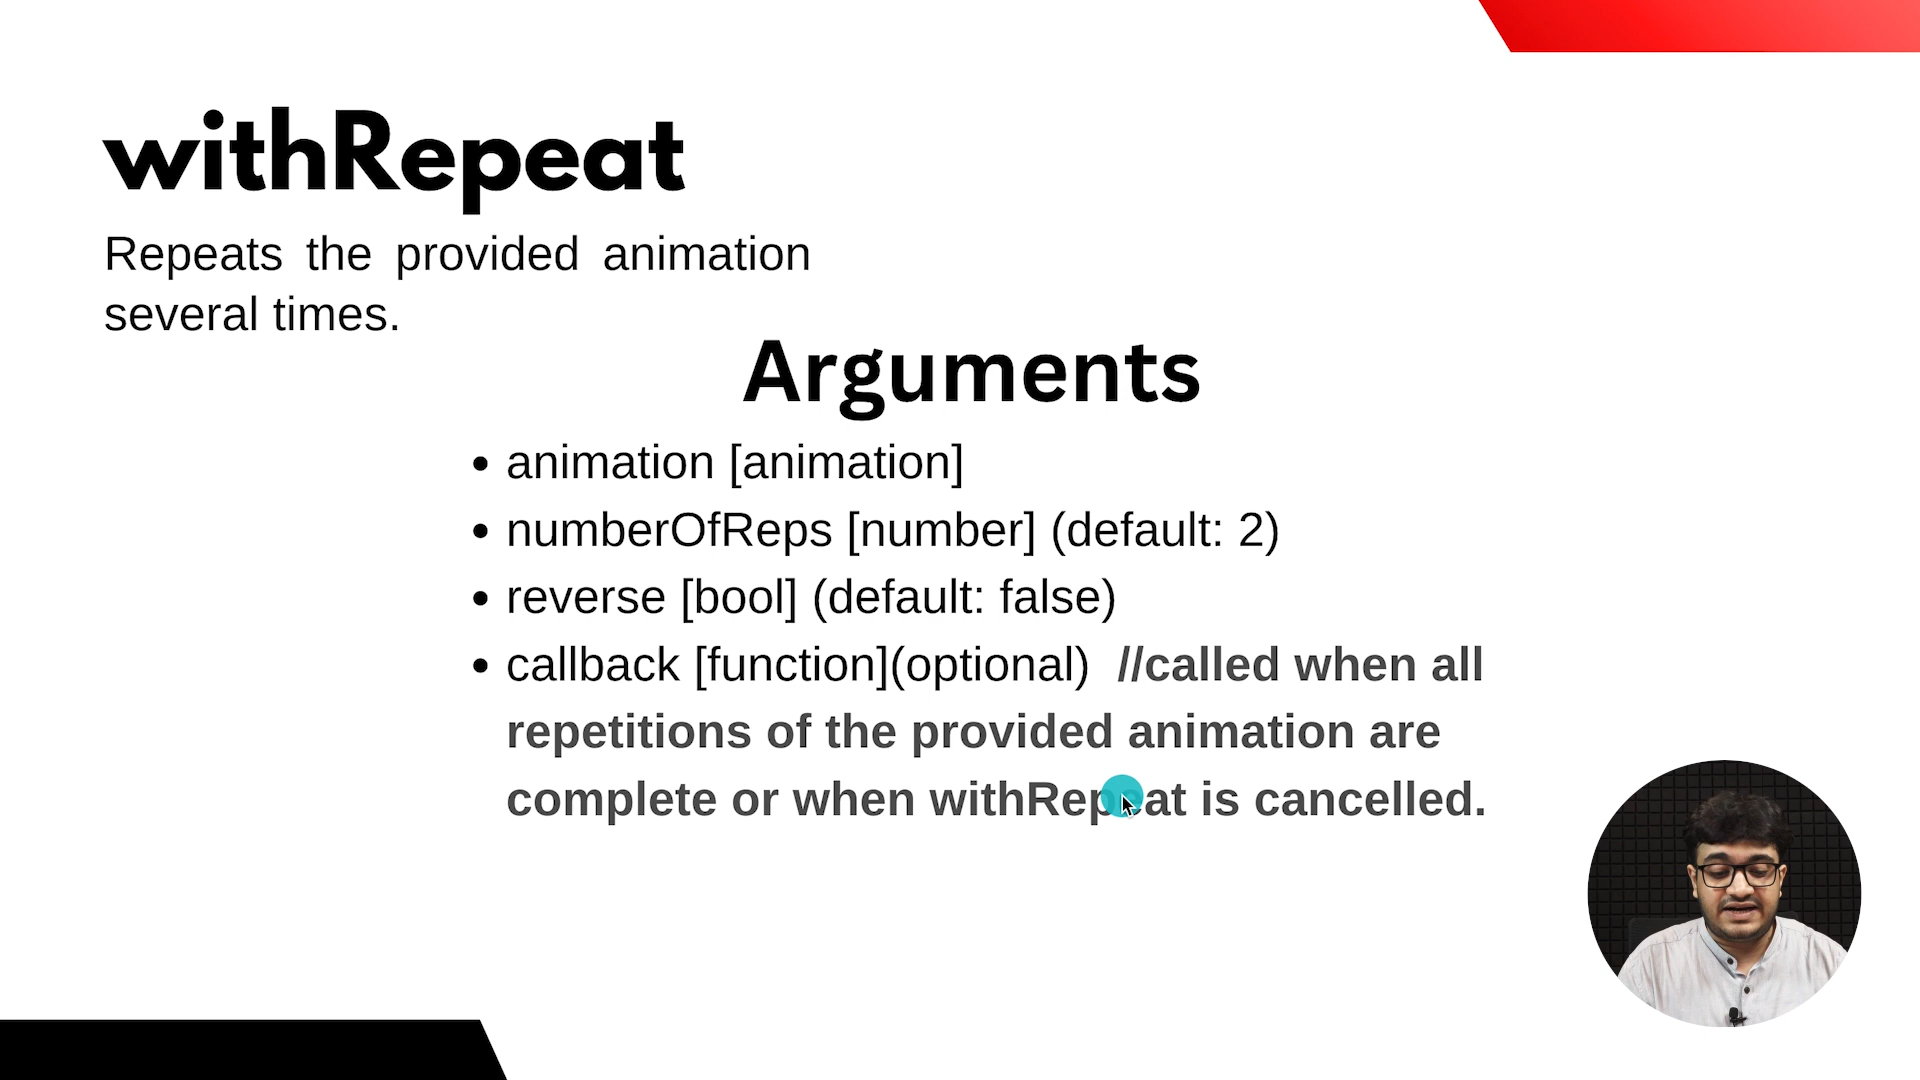 withRepeat
Repeats the provided animation
several times.
Arguments
• animation [animation]
• numberOfReps [number] (default: 2)
• reverse [bool] (default: false)
• callback [function](optional) //called when all
repetitions of the provided animation are
complete or when withRepeat is cancelled.